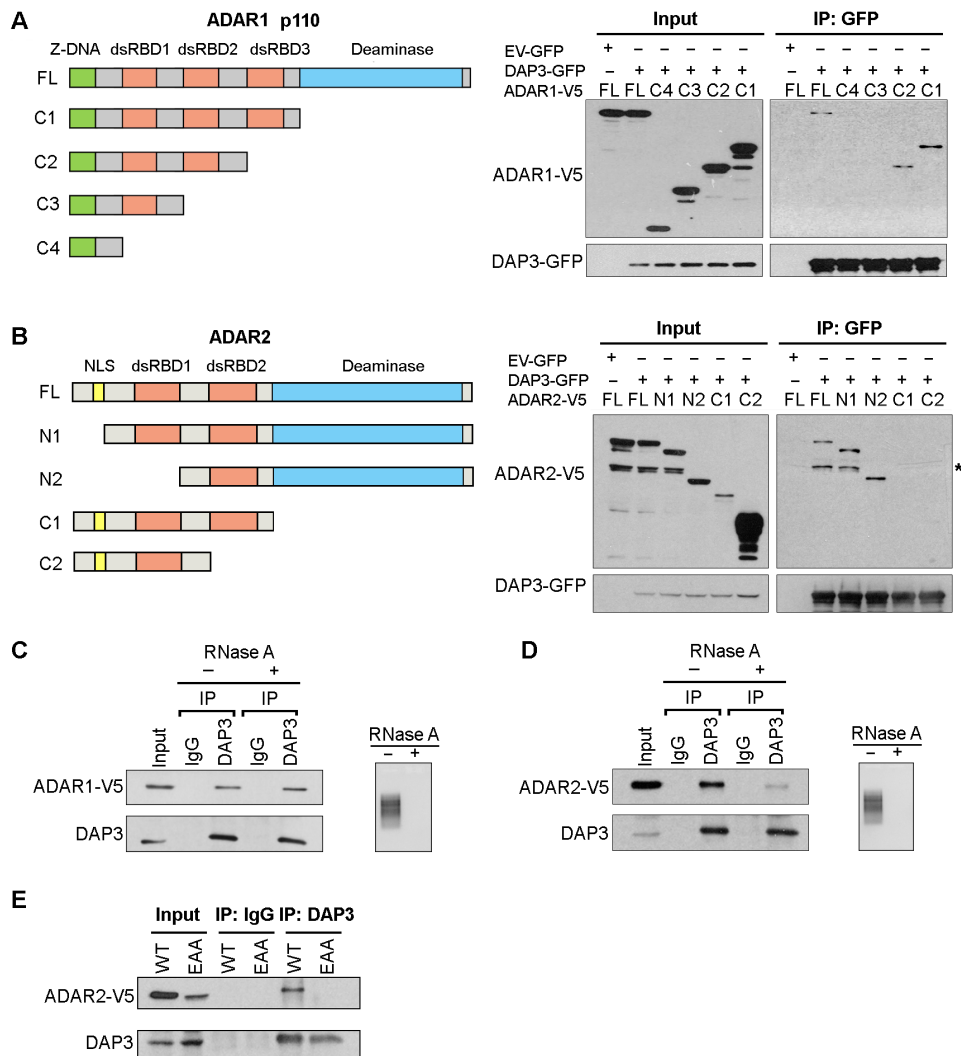 A
ADAR1 p110
Z-DNA dsRBD1 dsRBD2 dsRBD3 Deaminase
FL
C1
C2
C3
C4
Input IP: GFP
EV-GFP + – – – – – + – – – – –
DAP3-GFP – + + + + + – + + + + +
ADAR1-V5 FL FL C4 C3 C2 C1 FL FL C4 C3 C2 C1
ADAR1-V5
DAP3-GFP
B
ADAR2
NLS dsRBD1 dsRBD2 Deaminase
FL
N1
N2
C1
C2
Input IP: GFP
EV-GFP + – – – – – + – – – – –
DAP3-GFP – + + + + + – + + + + +
ADAR2-V5 FL FL N1 N2 C1 C2 FL FL N1 N2 C1 C2
ADAR2-V5
*
DAP3-GFP
C
RNase A
– +
IP IP
Input IgG DAP3 IgG DAP3
ADAR1-V5
DAP3
RNase A
– +
D
RNase A
– +
IP IP
Input IgG DAP3 IgG DAP3
ADAR2-V5
DAP3
RNase A
– +
E
Input IP: IgG IP: DAP3
WT EAA WT EAA WT EAA
ADAR2-V5
DAP3